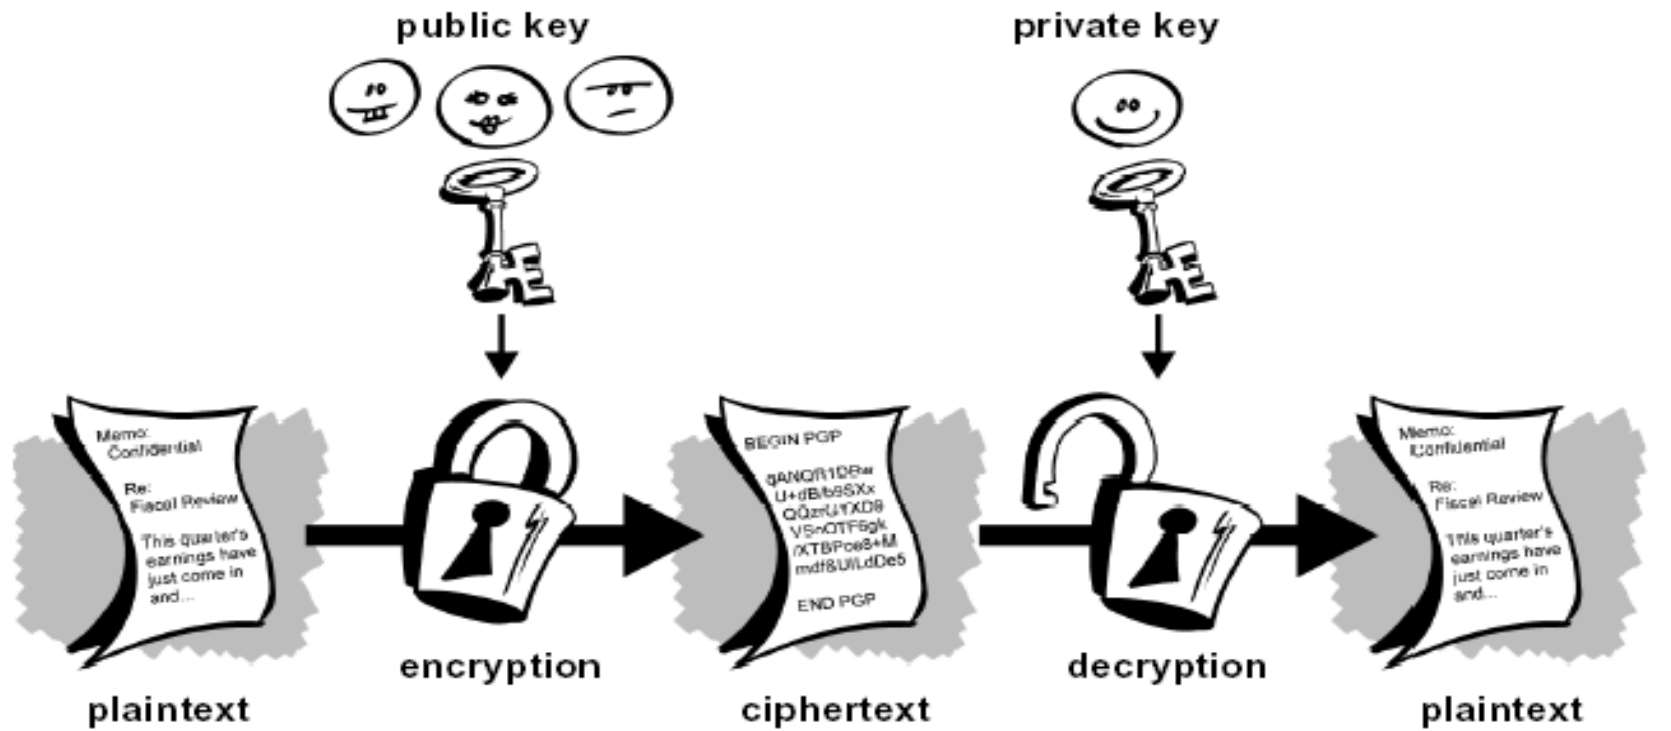 public key
private key
Memo:
Confidential
Re:
Fiscal Review
This quarter's
earnings have
just come in
and...
BEGIN PGP
END PGP
Memo:
Confidential
Re:
Fiscal Review
This quarter's
earnings have
just come in
and...
encryption
decryption
plaintext
ciphertext
plaintext